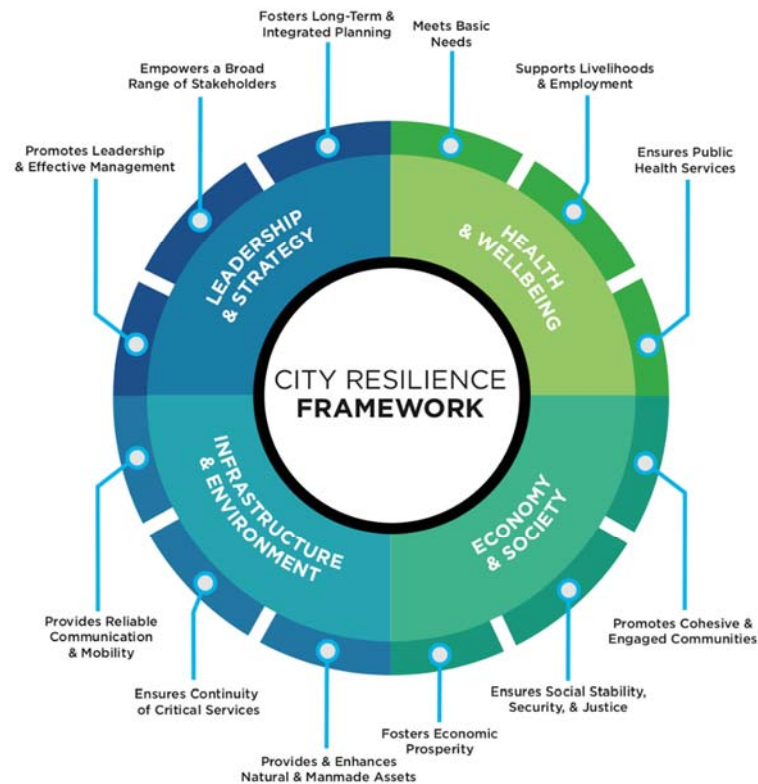 Fosters Long-Term &
Integrated Planning
Meets Basic
Needs
Empowers a Broad
Range of Stakeholders
Supports Livelihoods
& Employment
Promotes Leadership
& Effective Management
Ensures Public
Health Services
LEADERSHIP
& STRATEGY
HEALTH
& WELLBEING
CITY RESILIENCE
FRAMEWORK
INFRASTRUCTURE
& ENVIRONMENT
ECONOMY
& SOCIETY
Provides Reliable
Communication
& Mobility
Promotes Cohesive &
Engaged Communities
Ensures Continuity
of Critical Services
Ensures Social Stability,
Security, & Justice
Provides & Enhances
Natural & Manmade Assets
Fosters Economic
Prosperity